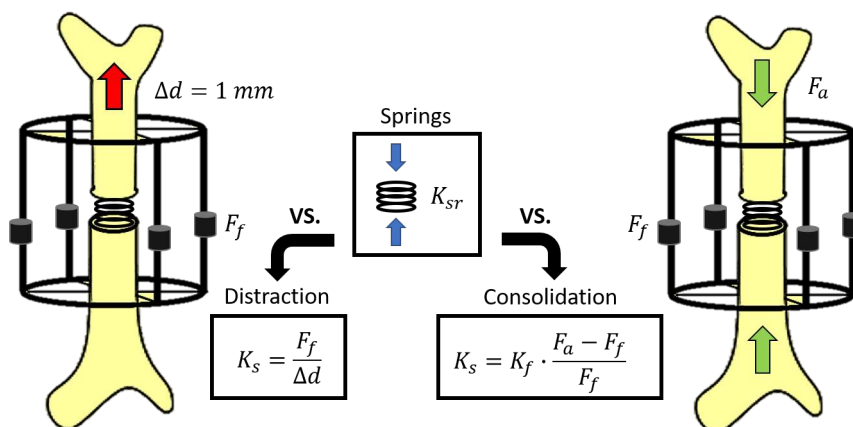 Δd = 1 mm
F_f
Springs
K_sr
vs.
vs.
Distraction
K_s = F_f / Δd
Consolidation
K_s = K_f · (F_a − F_f) / F_f
F_a
F_f